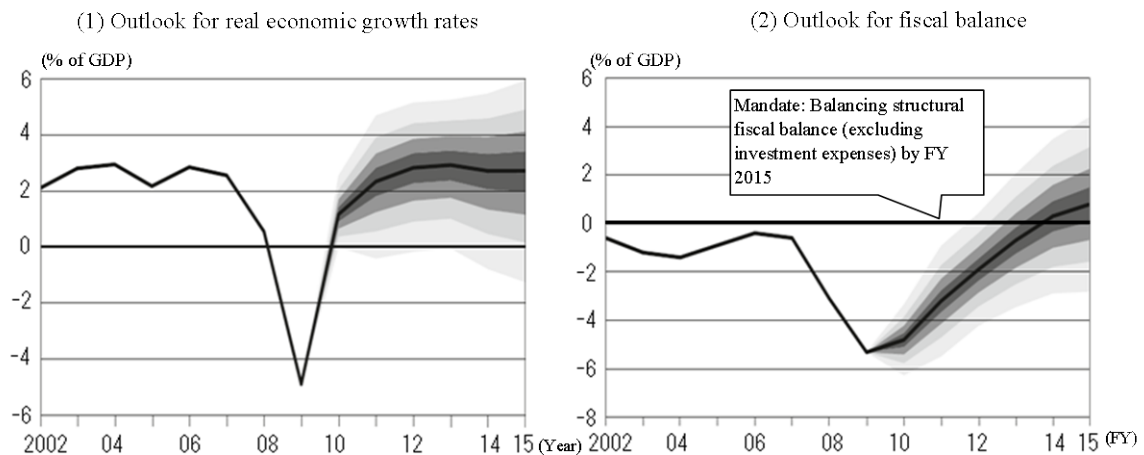 (1) Outlook for real economic growth rates
(% of GDP)
6
4
2
0
-2
-4
-6
2002 04 06 08 10 12 14 15 (Year)
(2) Outlook for fiscal balance
(% of GDP)
6
4
2
0
-2
-4
-6
-8
Mandate: Balancing structural
fiscal balance (excluding
investment expenses) by FY
2015
2002 04 06 08 10 12 14 15 (FY)